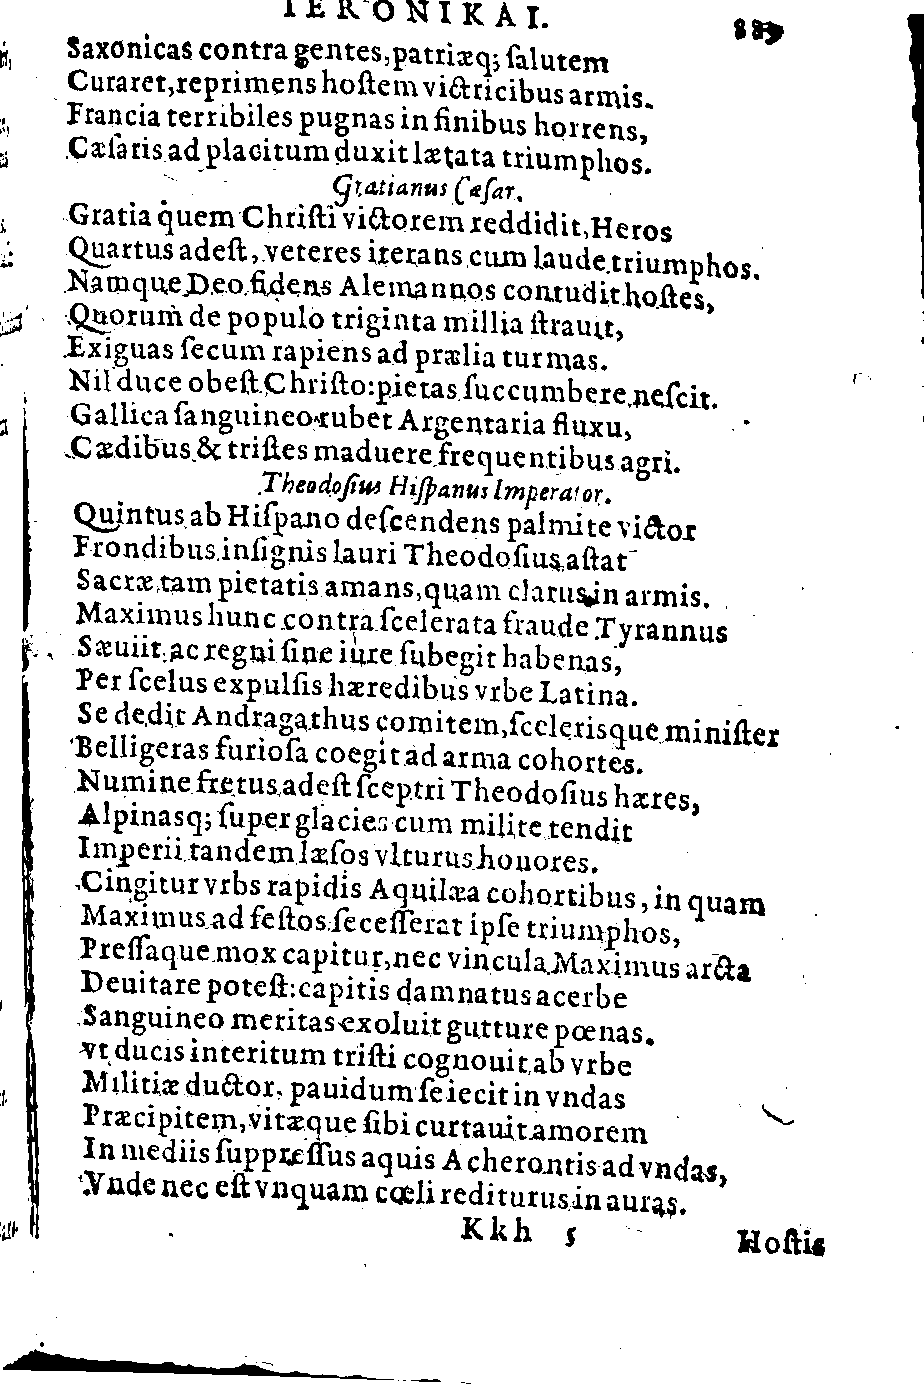 IERONIKAI. 889
Saxonicas contra gentes, patriæq; ſalutem
Curaret, reprimens hoſtem victricibus armis.
Francia terribiles pugnas in finibus horrens,
Cæſaris ad placitum duxit lætata triumphos.
Gratianus Cæſar.
Gratia quem Chriſti victorem reddidit, Heros
Quartus adeſt, veteres iterans cum laude triumphos.
Namque Deo fidens Alemannos contudit hoſtes,
Quorum de populo triginta millia ſtrauit,
Exiguas ſecum rapiens ad prælia turmas.
Nil duce obeſt Chriſto: pietas ſuccumbere neſcit.
Gallica ſanguineo rubet Argentaria fluxu,
Cædibus & triſtes maduere frequentibus agri.
Theodoſius Hiſpanus Imperator.
Quintus ab Hiſpano deſcendens palmite victor
Frondibus inſignis lauri Theodoſius aſtat
Sacræ tam pietatis amans, quam clarus in armis.
Maximus hunc contra ſcelerata fraude Tyrannus
Sæuiit ac regni ſine iure ſubegit habenas,
Per ſcelus expulſis hæredibus vrbe Latina.
Se dedit Andragathus comitem, ſceleriſque miniſter
Belligeras furioſa coegit ad arma cohortes.
Numine fretus adeſt ſceptri Theodoſius hæres,
Alpinasq; ſuper glacies cum milite tendit
Imperii tandem læſos vlturus honores.
Cingitur vrbs rapidis Aquilæa cohortibus, in quam
Maximus ad feſtos ſeceſſerat ipſe triumphos,
Preſſaque mox capitur, nec vincula Maximus arcta
Deuitare poteſt: capitis damnatus acerbe
Sanguineo meritas exoluit gutture pœnas.
Vt ducis interitum triſti cognouit ab vrbe
Militiæ ductor, pauidum ſe iecit in vndas
Præcipitem, vitæque ſibi curtauit amorem
In mediis ſuppreſſus aquis Acherontis ad vndas,
Vnde nec eſt vnquam cœli rediturus in auras.
Kkh 5 Hoſtis